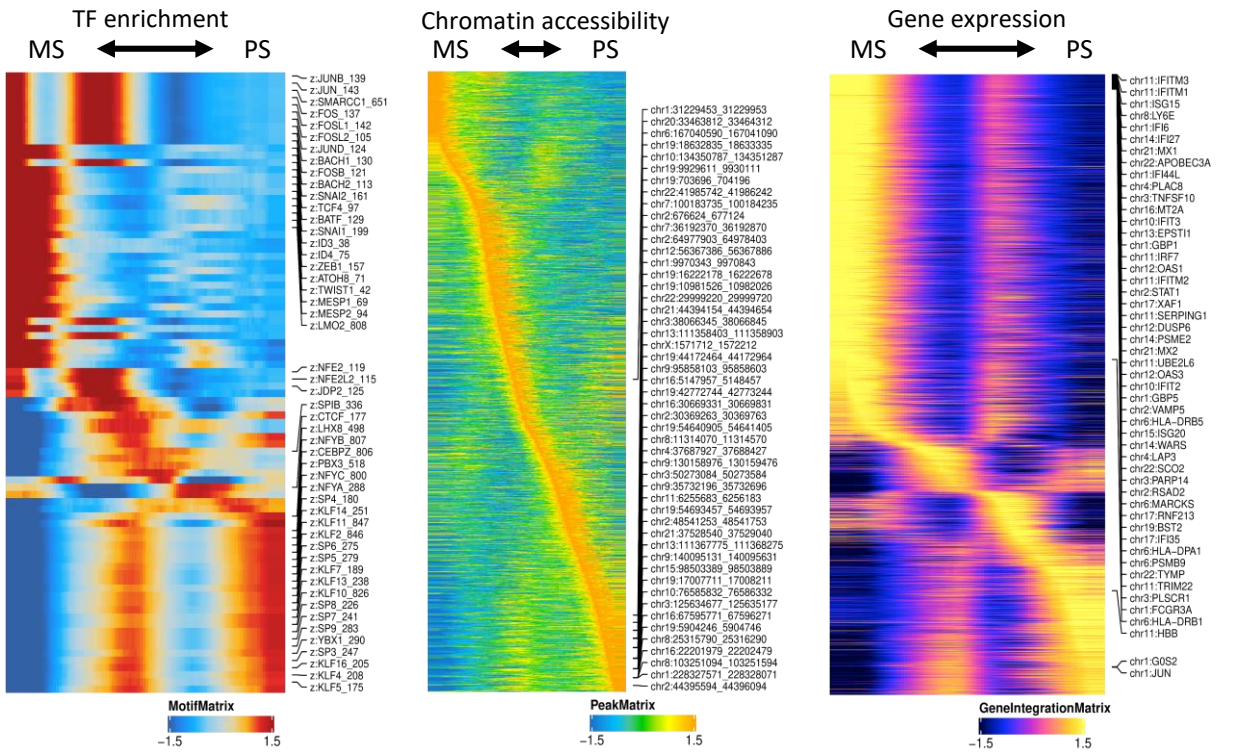 TF enrichment
MS PS
z:JUNB_139
z:JUN_143
z:SMARCC1_651
z:FOS_137
z:FOSL1_142
z:FOSL2_105
z:JUND_124
z:BACH1_130
z:FOSB_121
z:BACH2_113
z:SNAI2_161
z:TCF4_97
z:BATF_129
z:SNAI1_199
z:ID3_38
z:ID4_75
z:ZEB1_157
z:ATOH8_71
z:TWIST1_42
z:MESP1_69
z:MESP2_94
z:LMO2_808
z:NFE2_119
z:NFE2L2_115
z:JDP2_125
z:SPIB_336
z:CTCF_177
z:LHX8_498
z:NFYB_807
z:CEBPZ_806
z:PBX3_518
z:NFYC_800
z:NFYA_288
z:SP4_180
z:KLF14_251
z:KLF11_847
z:KLF2_846
z:SP6_275
z:SP5_279
z:KLF7_189
z:KLF13_238
z:KLF10_826
z:SP8_226
z:SP7_241
z:SP9_283
z:YBX1_290
z:SP3_247
z:KLF16_205
z:KLF4_208
z:KLF5_175
MotifMatrix
−1.5 1.5
Chromatin accessibility
MS PS
chr1:31229453_31229953
chr20:33463812_33464312
chr6:167040590_167041090
chr19:18632835_18633335
chr10:134350787_134351287
chr19:9929611_9930111
chr19:703696_704196
chr22:41985742_41986242
chr7:100183735_100184235
chr2:676624_677124
chr7:36192370_36192870
chr2:64977903_64978403
chr12:56367386_56367886
chr1:9970343_9970843
chr19:16222178_16222678
chr19:10981526_10982026
chr22:29999220_29999720
chr21:44394154_44394654
chr3:38066345_38066845
chr13:111358403_111358903
chrX:1571712_1572212
chr19:44172464_44172964
chr9:95858103_95858603
chr16:5147957_5148457
chr19:42772744_42773244
chr16:30669331_30669831
chr2:30369263_30369763
chr19:54640905_54641405
chr8:11314070_11314570
chr4:37687927_37688427
chr9:130158976_130159476
chr3:50273084_50273584
chr9:35732196_35732696
chr11:6255683_6256183
chr19:54693457_54693957
chr2:48541253_48541753
chr21:37528540_37529040
chr13:111367775_111368275
chr9:140095131_140095631
chr15:98503389_98503889
chr19:17007711_17008211
chr10:76585832_76586332
chr3:125634677_125635177
chr16:67595771_67596271
chr19:5904246_5904746
chr8:25315790_25316290
chr16:22201979_22202479
chr8:103251094_103251594
chr1:228327571_228328071
chr2:44395594_44396094
PeakMatrix
−1.5 1.5
Gene expression
MS PS
chr11:IFITM3
chr11:IFITM1
chr1:ISG15
chr8:LY6E
chr1:IFI6
chr14:IFI27
chr21:MX1
chr22:APOBEC3A
chr1:IFI44L
chr4:PLAC8
chr3:TNFSF10
chr16:MT2A
chr10:IFIT3
chr13:EPSTI1
chr1:GBP1
chr11:IRF7
chr12:OAS1
chr11:IFITM2
chr2:STAT1
chr17:XAF1
chr11:SERPING1
chr12:DUSP6
chr14:PSME2
chr21:MX2
chr11:UBE2L6
chr12:OAS3
chr10:IFIT2
chr1:GBP5
chr2:VAMP5
chr6:HLA-DRB5
chr15:ISG20
chr14:WARS
chr4:LAP3
chr22:SCO2
chr3:PARP14
chr2:RSAD2
chr6:MARCKS
chr17:RNF213
chr19:BST2
chr17:IFI35
chr6:HLA-DPA1
chr6:PSMB9
chr22:TYMP
chr11:TRIM22
chr3:PLSCR1
chr1:FCGR3A
chr6:HLA-DRB1
chr11:HBB
chr1:G0S2
chr1:JUN
GeneIntegrationMatrix
−1.5 1.5